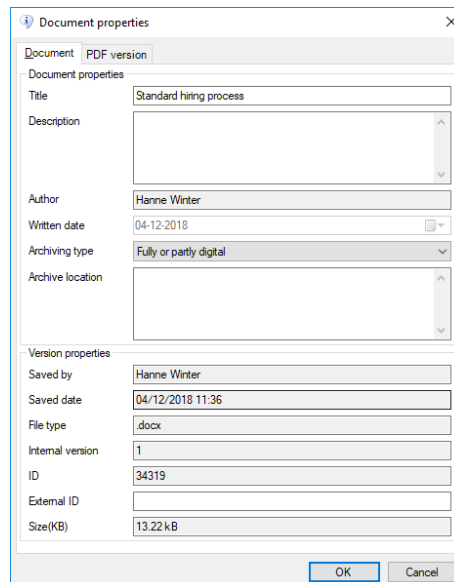 Document properties
Document PDF version
Document properties
Title Standard hiring process
Description
Author Hanne Winter
Written date 04-12-2018
Archiving type Fully or partly digital
Archive location
Version properties
Saved by Hanne Winter
Saved date 04/12/2018 11:36
File type .docx
Internal version 1
ID 34319
External ID
Size(KB) 13.22 kB
OK Cancel